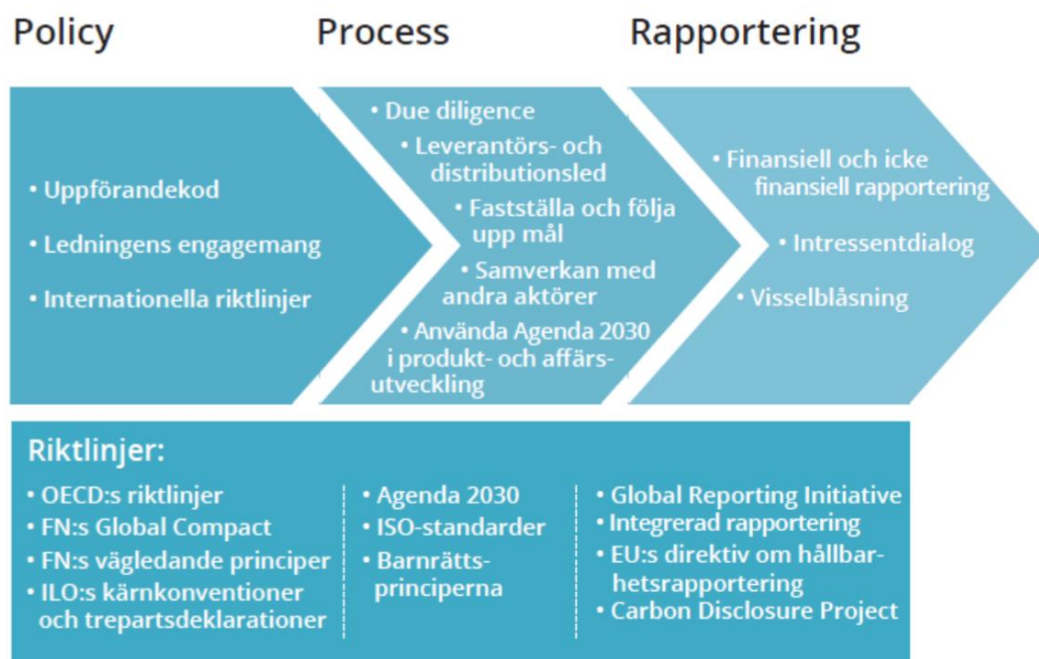 Policy
Process
Rapportering
• Uppförandekod
• Ledningens engagemang
• Internationella riktlinjer
• Due diligence
• Leverantörs- och
distributionsled
• Fastställa och följa
upp mål
• Samverkan med
andra aktörer
• Använda Agenda 2030
i produkt- och affärs-
utveckling
• Finansiell och icke
finansiell rapportering
• Intressentdialog
• Visselblåsning
Riktlinjer:
• OECD:s riktlinjer
• FN:s Global Compact
• FN:s vägledande principer
• ILO:s kärnkonventioner
och trepartsdeklarationer
• Agenda 2030
• ISO-standarder
• Barnrätts-
principerna
• Global Reporting Initiative
• Integrerad rapportering
• EU:s direktiv om hållbar-
hetsrapportering
• Carbon Disclosure Project